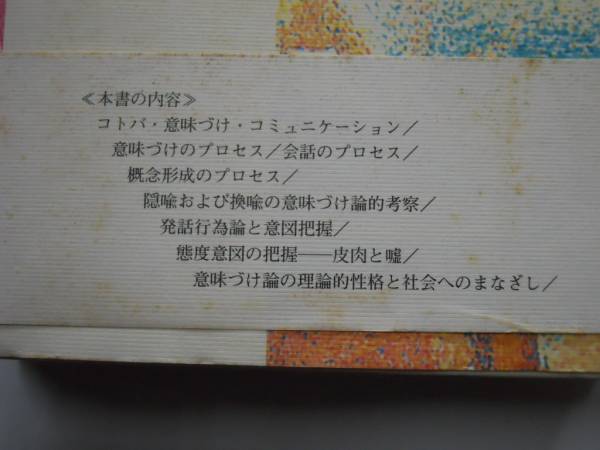 ≪本書の内容≫
コトバ・意味づけ・コミュニケーション/
意味づけのプロセス/会話のプロセス/
概念形成のプロセス/
隠喩および換喩の意味づけ論的考察/
発話行為論と意図把握/
態度意図の把握――皮肉と嘘/
意味づけ論の理論的性格と社会へのまなざし/